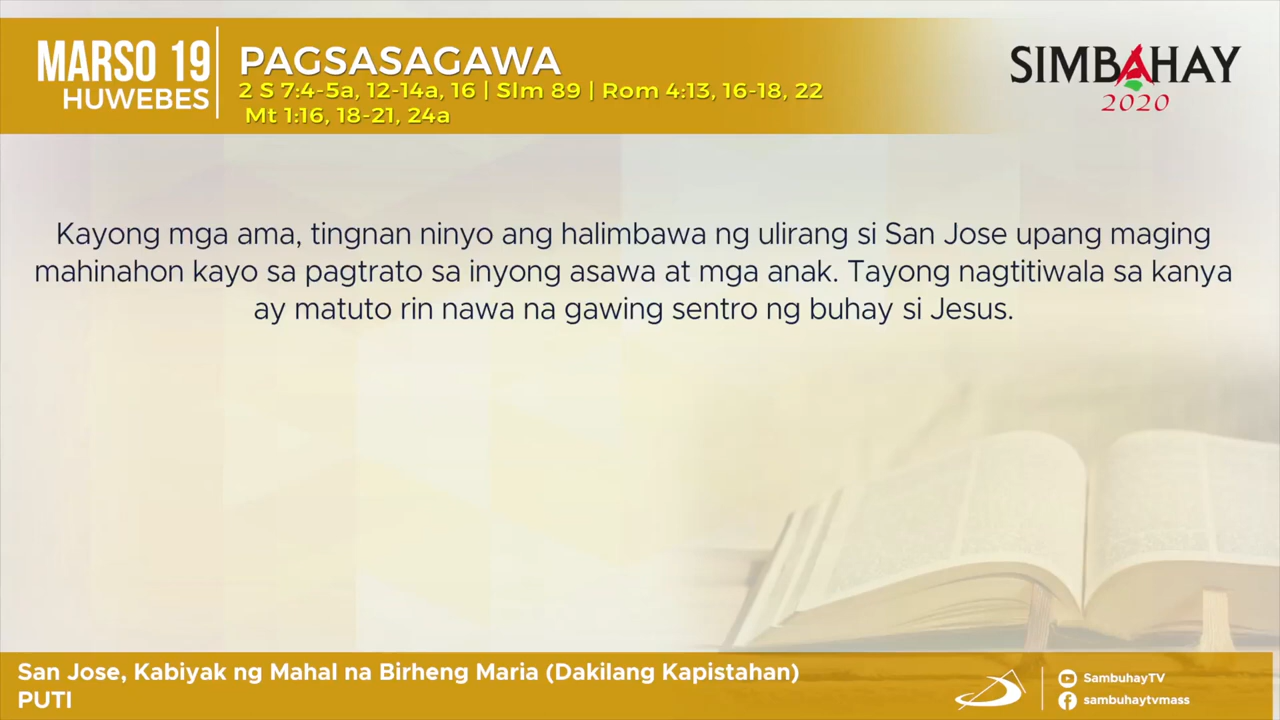 MARSO 19
HUWEBES
PAGSASAGAWA
2 S 7:4-5a, 12-14a, 16 | Slm 89 | Rom 4:13, 16-18, 22
Mt 1:16, 18-21, 24a
SIMBAHAY
2020
Kayong mga ama, tingnan ninyo ang halimbawa ng ulirang si San Jose upang maging
mahinahon kayo sa pagtrato sa inyong asawa at mga anak. Tayong nagtitiwala sa kanya
ay matuto rin nawa na gawing sentro ng buhay si Jesus.
San Jose, Kabiyak ng Mahal na Birheng Maria (Dakilang Kapistahan)
PUTI
SambuhayTV
sambuhaytvmass